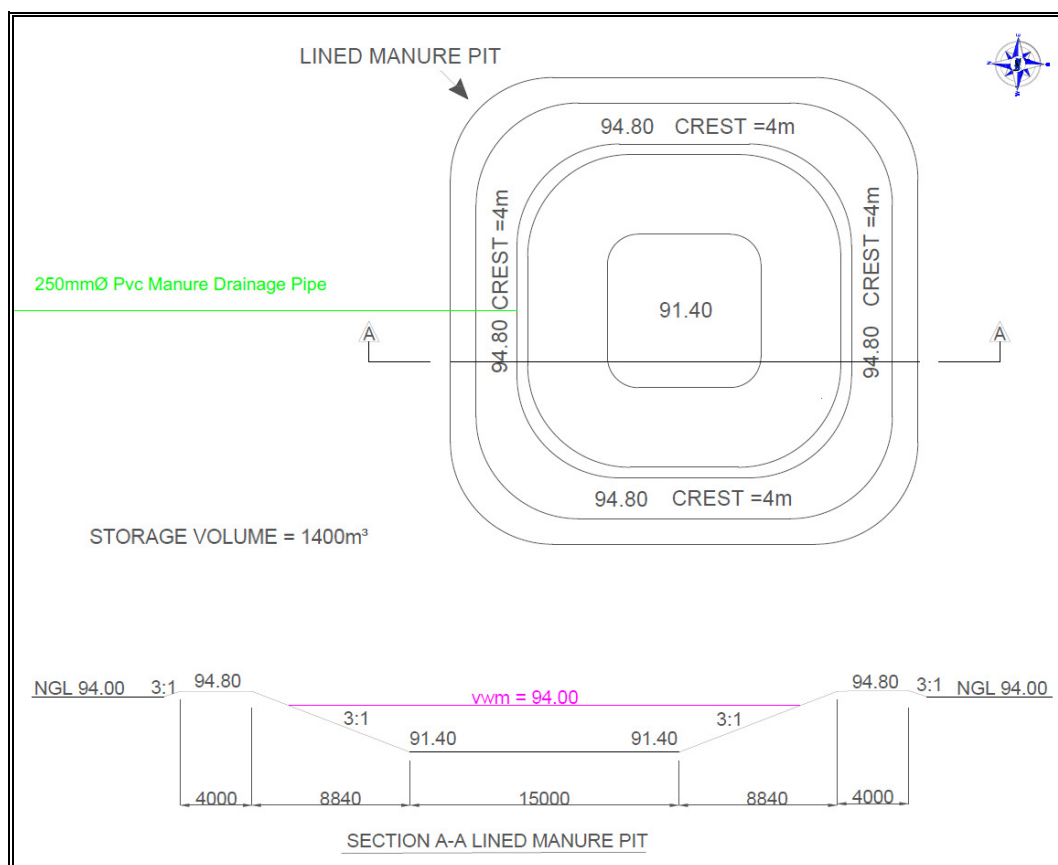 LINED MANURE PIT
94.80 CREST =4m
94.80 CREST =4m
94.80 CREST =4m
250mmØ Pvc Manure Drainage Pipe
91.40
A
A
94.80 CREST =4m
STORAGE VOLUME = 1400m³
NGL 94.00 3:1 94.80
94.80 3:1 NGL 94.00
vwm = 94.00
3:1
3:1
91.40
91.40
4000 8840 15000 8840 4000
SECTION A-A LINED MANURE PIT